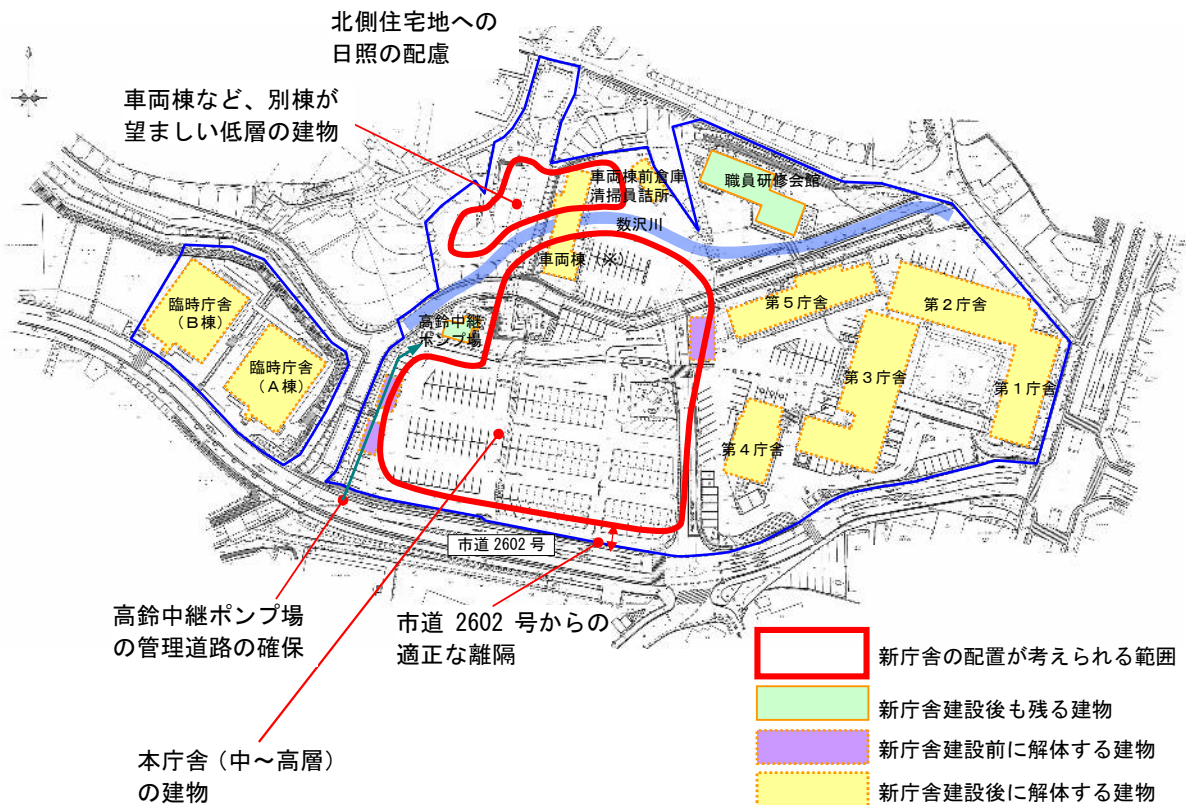 北側住宅地への
日照の配慮
車両棟など、別棟が
望ましい低層の建物
車両棟前倉庫
清掃員詰所
職員研修会館
数沢川
車両棟（※）
臨時庁舎
（B棟）
臨時庁舎
（A棟）
高鈴中継
ポンプ場
第５庁舎
第２庁舎
第３庁舎
第１庁舎
第４庁舎
市道 2602 号
高鈴中継ポンプ場
の管理道路の確保
市道 2602 号からの
適正な離隔
本庁舎（中～高層）
の建物
新庁舎の配置が考えられる範囲
新庁舎建設後も残る建物
新庁舎建設前に解体する建物
新庁舎建設後に解体する建物